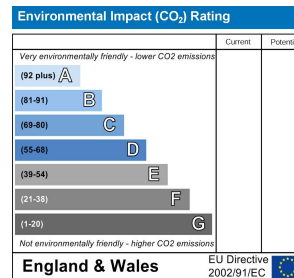 Environmental Impact (CO₂) Rating
Current Potenti
Very environmentally friendly - lower CO2 emissions
(92 plus) A
(81-91) B
(69-80) C
(55-68) D
(39-54) E
(21-38) F
(1-20) G
Not environmentally friendly - higher CO2 emissions
England & Wales
EU Directive
2002/91/EC